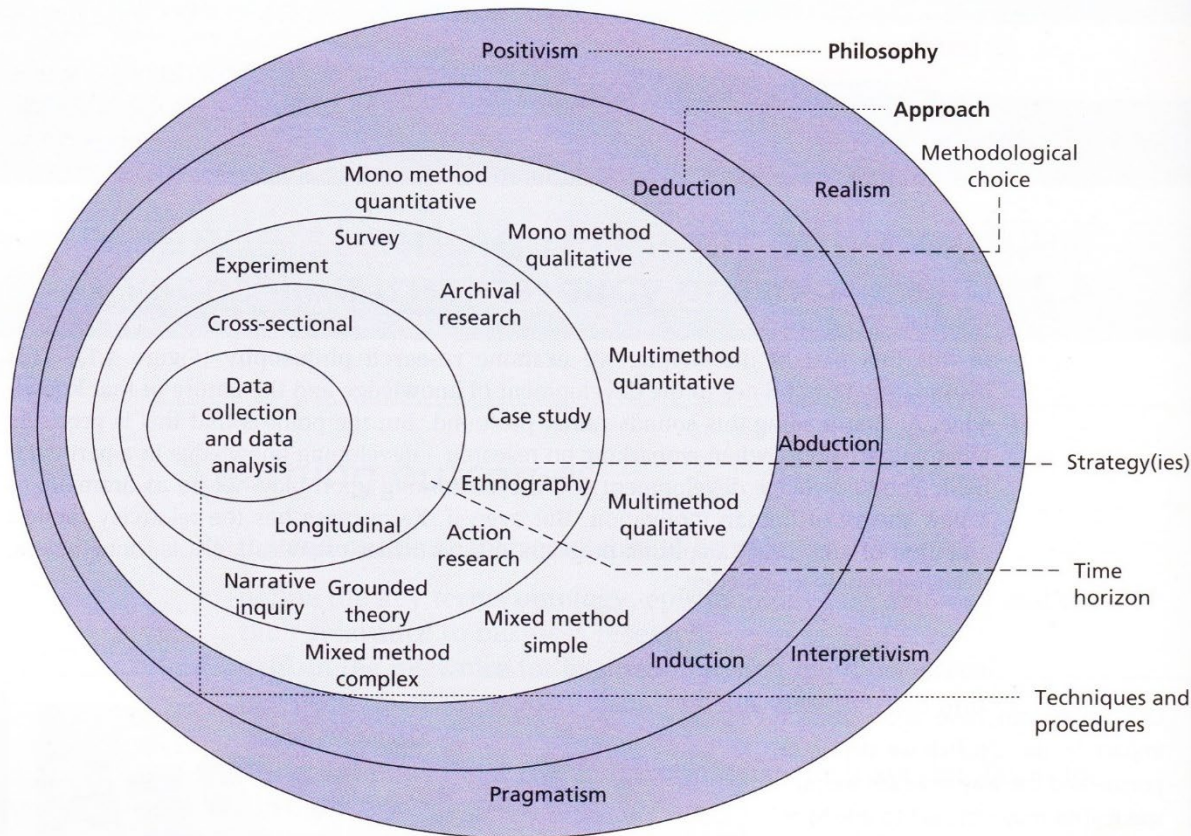 Positivism
Philosophy
Approach
Methodological
choice
Mono method
quantitative
Deduction
Realism
Mono method
qualitative
Survey
Experiment
Archival
research
Cross-sectional
Multimethod
quantitative
Data
collection
and data
analysis
Case study
Abduction
Strategy(ies)
Ethnography
Multimethod
qualitative
Longitudinal
Action
research
Time
horizon
Narrative
inquiry
Grounded
theory
Mixed method
simple
Mixed method
complex
Induction
Interpretivism
Techniques and
procedures
Pragmatism